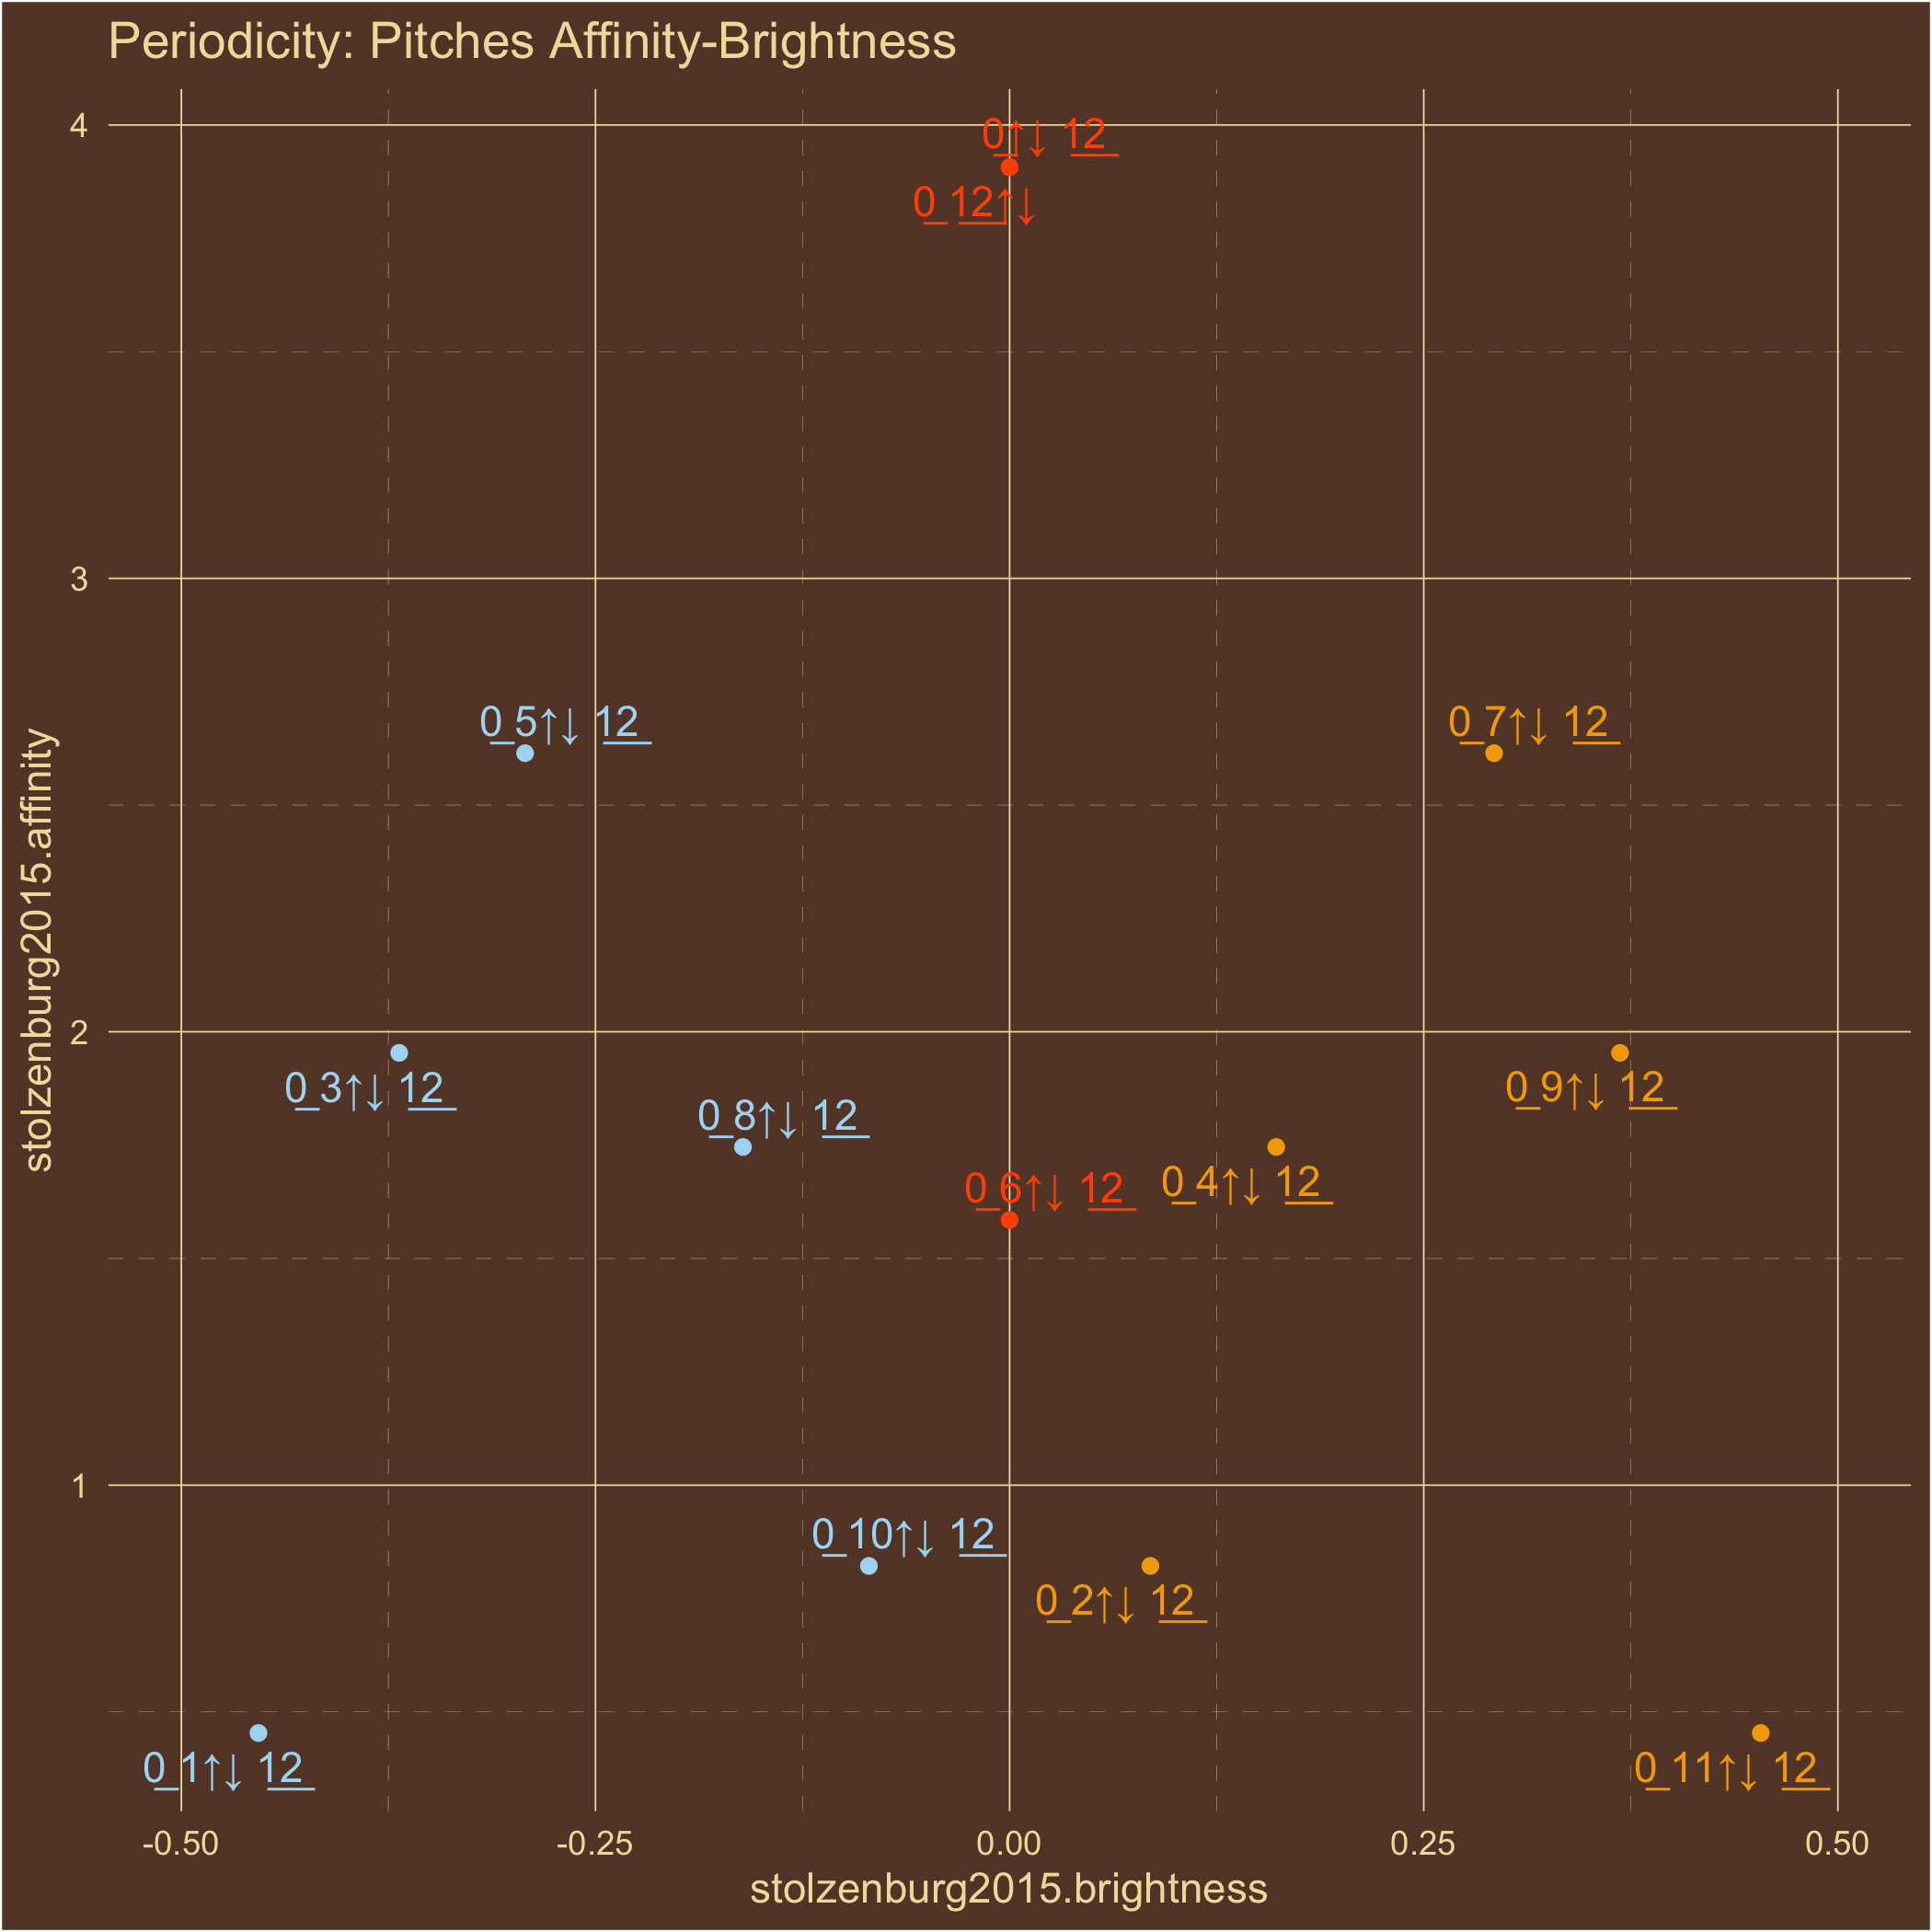 Periodicity: Pitches Affinity-Brightness
4
0↑↓ 12
0 12↑↓
3
0 5↑↓ 12
0 7↑↓ 12
stolzenburg2015.affinity
2
0 3↑↓ 12
0 9↑↓ 12
0 8↑↓ 12
0 4↑↓ 12
0 6↑↓ 12
1
0 10↑↓ 12
0 2↑↓ 12
0 1↑↓ 12
0 11↑↓ 12
-0.50 -0.25 0.00 0.25 0.50
stolzenburg2015.brightness